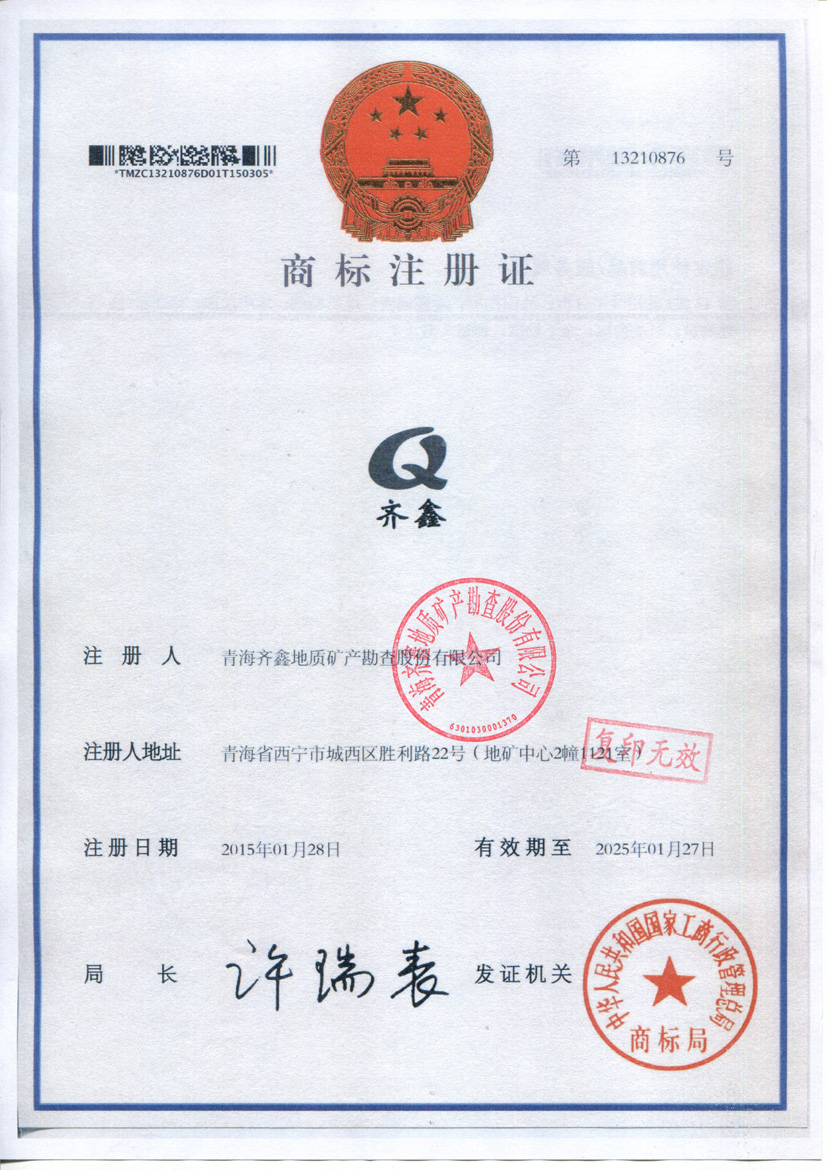 *TMZC13210876D01T150305*
第 13210876 号
商标注册证
Q
齐鑫
注册人 青海齐鑫地质矿产勘查股份有限公司
青海齐鑫地质矿产勘查股份有限公司
6301030001370
注册人地址 青海省西宁市城西区胜利路22号（地矿中心2幢1121室）
复印无效
注册日期 2015年01月28日 有效期至 2025年01月27日
局长 许瑞表 发证机关
中华人民共和国国家工商行政管理总局
商标局